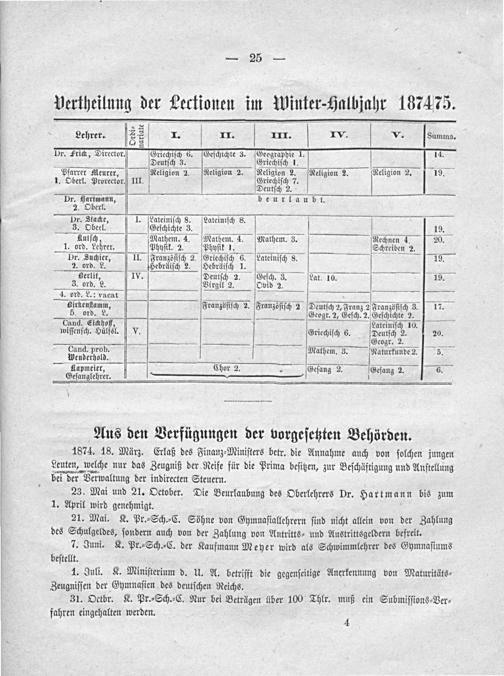 — 25 —
Vertheilung der Lectionen im Winter-Halbjahr 1874/75.
Lehrer. Ordinariate I. II. III. IV. V. Summa.
Dr. Frick, Director. Griechisch 6. Deutsch 3. Geschichte 3. Geographie 1. Griechisch 1. 14.
Pfarrer Meurer, 1. Oberl. Prorector. III. Religion 2. Religion 2. Religion 2. Griechisch 7. Deutsch 2. Religion 2. Religion 2. 19.
Dr. Hartmann, 2. Oberl. beurlaubt.
Dr. Stacke, 3. Oberl. I. Lateinisch 8. Geschichte 3. Lateinisch 8. 19.
Kutsch, 1. ord. Lehrer. Mathem. 4. Physik. 2. Mathem. 4. Physik 1. Mathem. 3. Rechnen 4. Schreiben 2. 20.
Dr. Buchier, 2. ord. L. II. Französisch 2. Hebräisch 2. Griechisch 6. Hebräisch 1. Lateinisch 8. 19.
Berlit, 3. ord. L. IV. Deutsch 2. Virgil 2. Gesch. 3. Ovid 2. Lat. 10. 19.
4. ord. L.: vacat
Birkenstamm, 5. ord. L. Französisch 2. Französisch 2 Deutsch 2, Franz. 2 Geogr. 2, Gesch. 2. Französisch 3. Geschichte 2. 17.
Cand. Eickhoff, wissensch. Hülfsl. V. Griechisch 6. Lateinisch 10. Deutsch 2. Geogr. 2. 20.
Cand. prob. Wenderhold. Mathem. 3. Naturkunde 2. 5.
Kapmeier, Gesanglehrer. Chor 2. Gesang 2. Gesang 2. 6.
Aus den Verfügungen der vorgesetzten Behörden.
1874. 18. März. Erlaß des Finanz-Ministers betr. die Annahme auch von solchen jungen
Leuten, welche nur das Zeugniß der Reife für die Prima besitzen, zur Beschäftigung und Anstellung
bei der Verwaltung der indirecten Steuern.
23. Mai und 21. October. Die Beurlaubung des Oberlehrers Dr. Hartmann bis zum
1. April wird genehmigt.
21. Mai. K. Pr.-Sch.-C. Söhne von Gymnasiallehrern sind nicht allein von der Zahlung
des Schulgeldes, sondern auch von der Zahlung von Antritts- und Austrittsgeldern befreit.
7. Juni. K. Pr.-Sch.-C. der Kaufmann Meyer wird als Schwimmlehrer des Gymnasiums
bestellt.
1. Juli. K. Ministerium d. U. A. betrifft die gegenseitige Anerkennung von Maturitäts-
Zeugnissen der Gymnasien des deutschen Reichs.
31. Octbr. K. Pr.-Sch.-C. Nur bei Beträgen über 100 Thlr. muß ein Submissions-Ver-
fahren eingehalten werden.
4